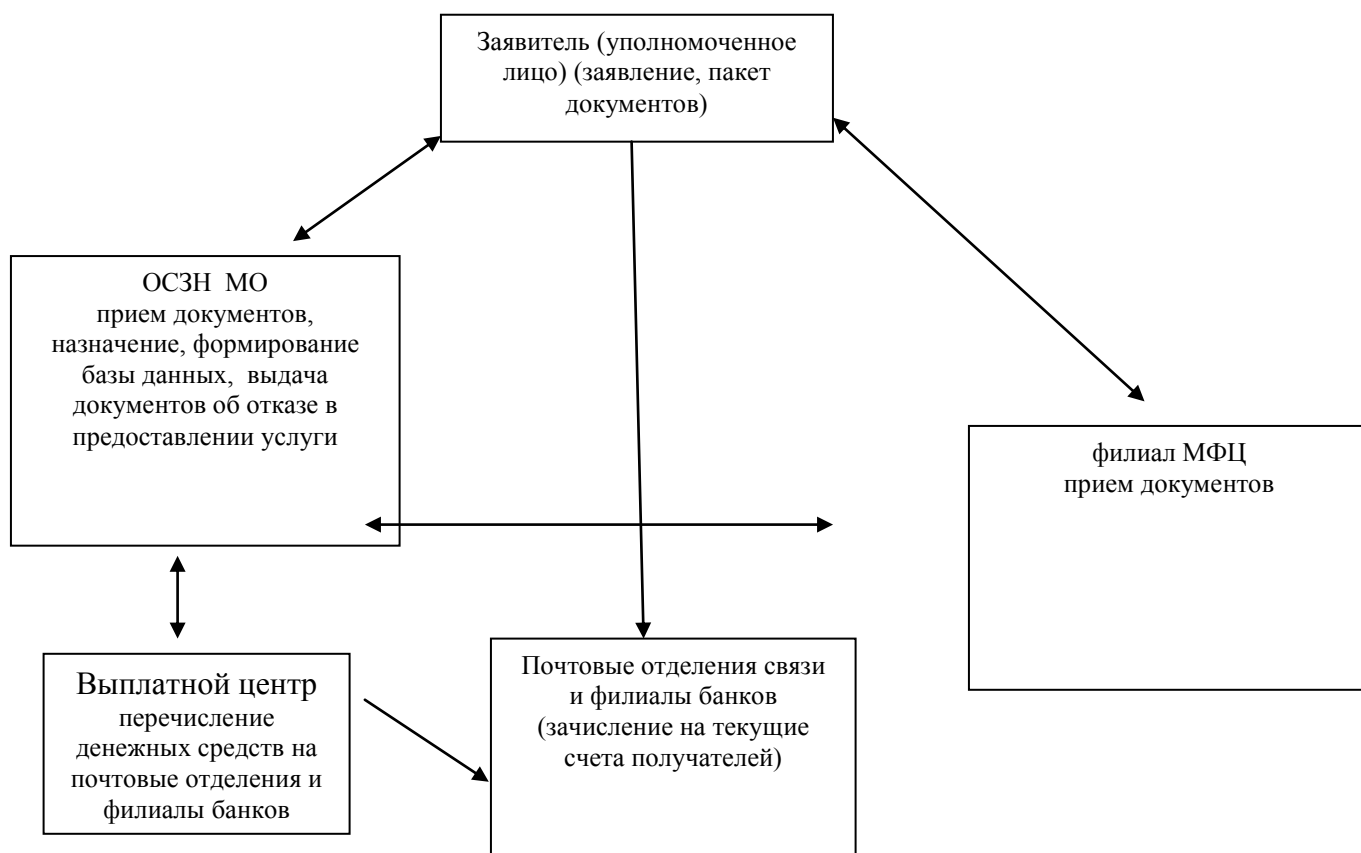 Заявитель (уполномоченное
лицо) (заявление, пакет
документов)
ОСЗН  МО
прием документов,
назначение, формирование
базы данных,  выдача
документов об отказе в
предоставлении услуги
филиал МФЦ
прием документов
Выплатной центр
перечисление
денежных средств на
почтовые отделения и
филиалы банков
Почтовые отделения связи
и филиалы банков
(зачисление на текущие
счета получателей)